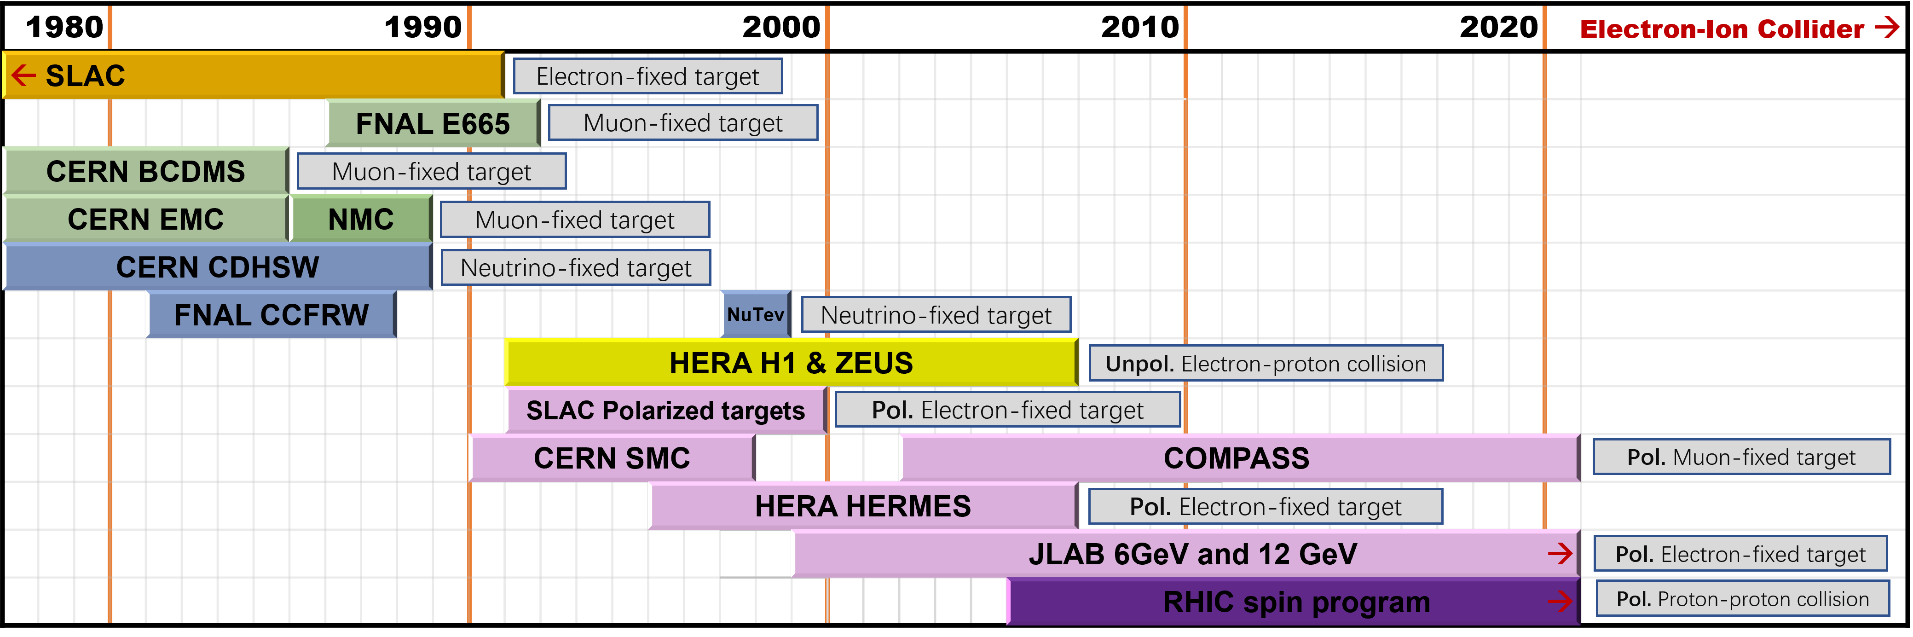 1980 1990 2000 2010 2020 Electron-Ion Collider →
← SLAC Electron-fixed target
FNAL E665 Muon-fixed target
CERN BCDMS Muon-fixed target
CERN EMC NMC Muon-fixed target
CERN CDHSW Neutrino-fixed target
FNAL CCFRW NuTev Neutrino-fixed target
HERA H1 & ZEUS Unpol. Electron-proton collision
SLAC Polarized targets Pol. Electron-fixed target
CERN SMC COMPASS Pol. Muon-fixed target
HERA HERMES Pol. Electron-fixed target
JLAB 6GeV and 12 GeV → Pol. Electron-fixed target
RHIC spin program → Pol. Proton-proton collision